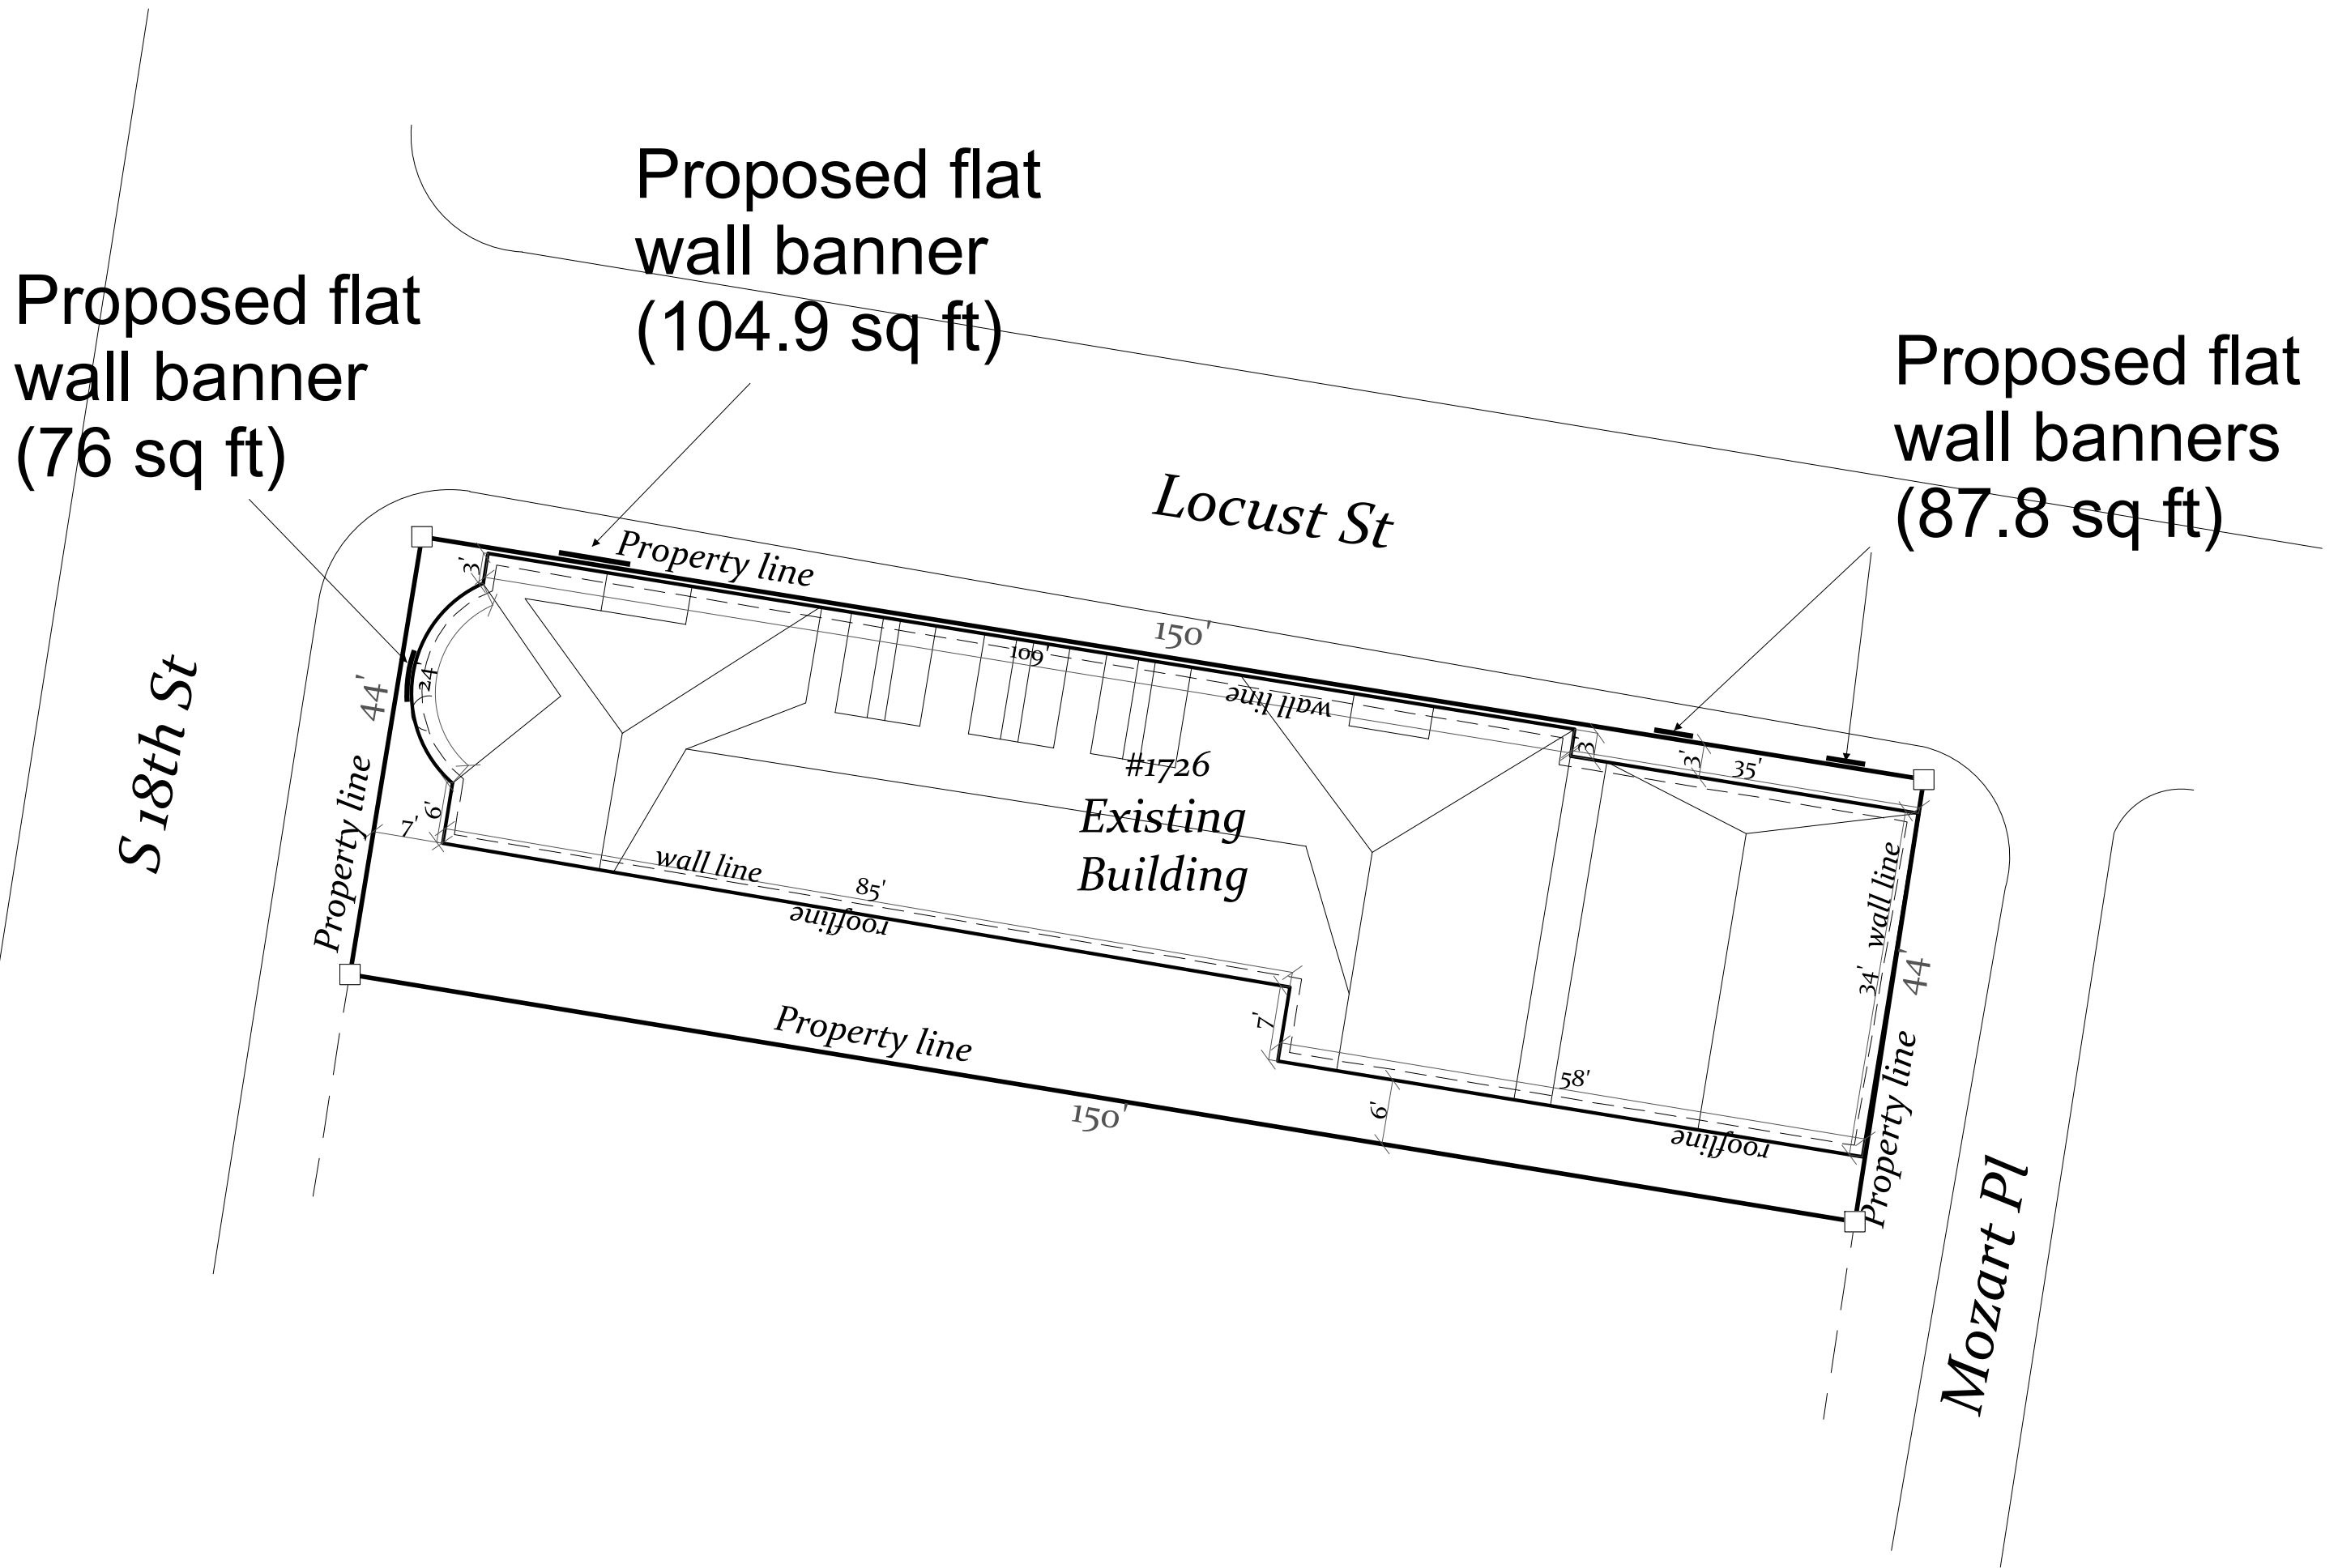 Proposed flat
wall banner
(104.9 sq ft)
Proposed flat
wall banner
(76 sq ft)
Proposed flat
wall banners
(87.8 sq ft)
Locust St
Property line
3'
150'
109'
wall line
24'
44'
S 18th St
Property line
7'
6'
3'
3'
35'
#1726
Existing
Building
wall line
85'
roofline
wall line
34'
44'
Property line
7'
58'
6'
roofline
Property line
150'
Mozart Pl